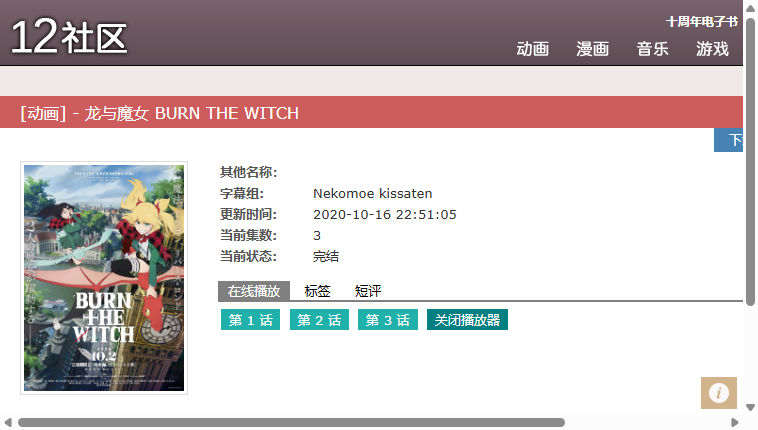 12社区
十周年电子书
动画 漫画 音乐 游戏
[动画] - 龙与魔女 BURN THE WITCH
其他名称:
字幕组: Nekomoe kissaten
更新时间: 2020-10-16 22:51:05
当前集数: 3
当前状态: 完结
在线播放 标签 短评
第 1 话 第 2 话 第 3 话 关闭播放器
BURN
THE
WITCH
10.2